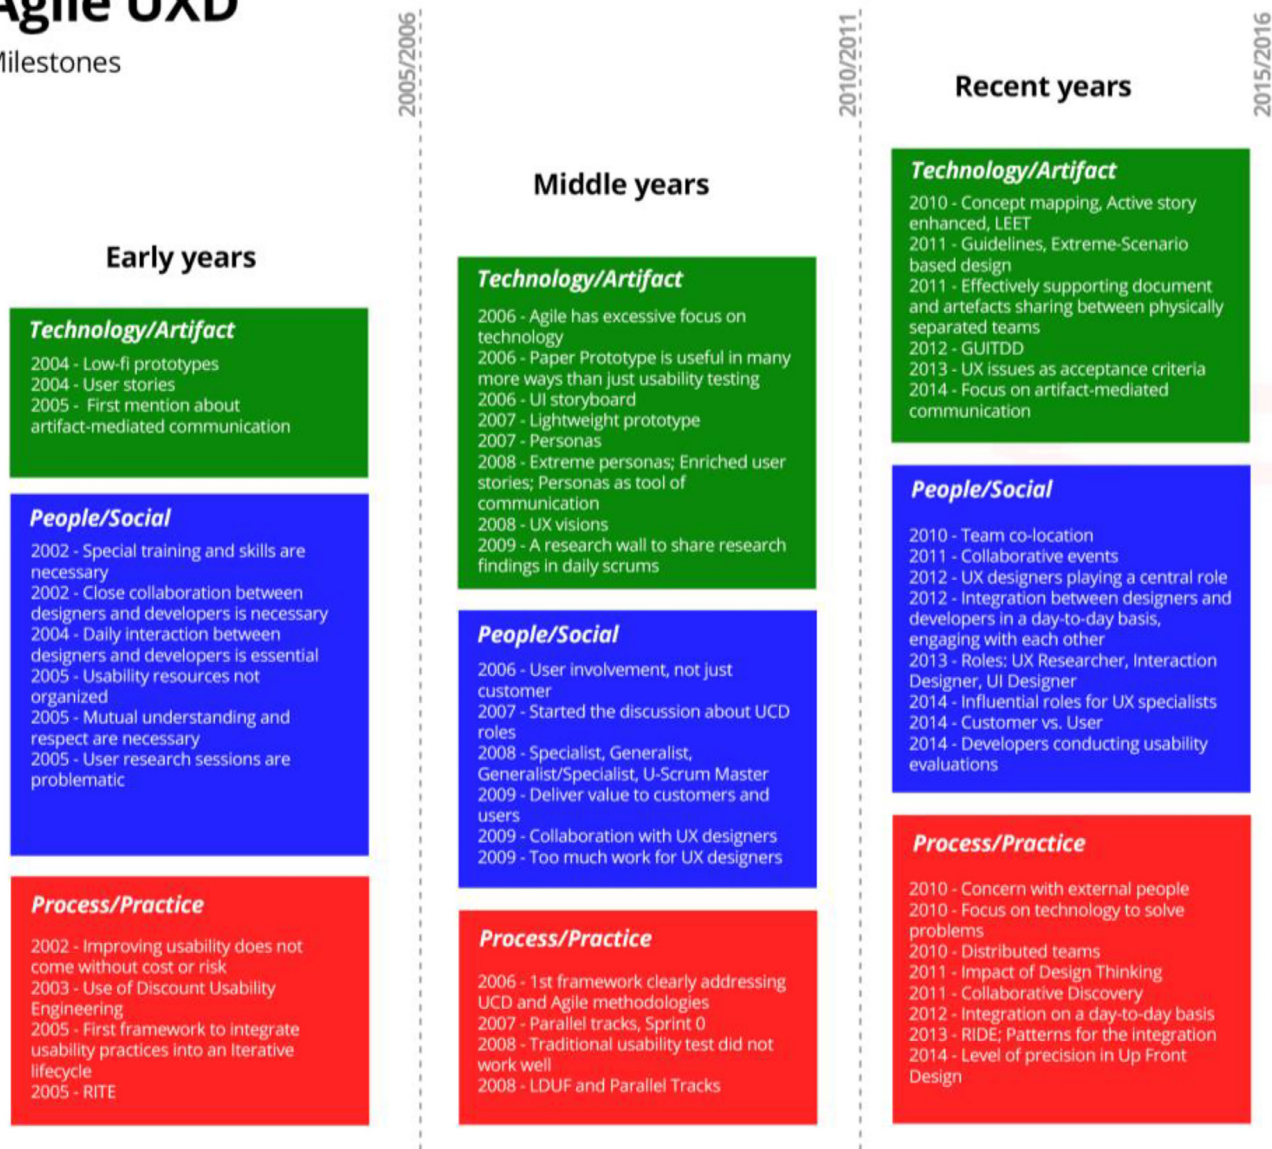 Agile UXD
Milestones
2005/2006
2010/2011
2015/2016
Early years
Technology/Artifact
2004 - Low-fi prototypes
2004 - User stories
2005 -  First mention about
artifact-mediated communication
People/Social
2002 - Special training and skills are
necessary
2002 - Close collaboration between
designers and developers is necessary
2004 - Daily interaction between
designers and developers is essential
2005 - Usability resources not
organized
2005 - Mutual understanding and
respect are necessary
2005 - User research sessions are
problematic
Process/Practice
2002 - Improving usability does not
come without cost or risk
2003 - Use of Discount Usability
Engineering
2005 - First framework to integrate
usability practices into an Iterative
lifecycle
2005 - RITE
Middle years
Technology/Artifact
2006 - Agile has excessive focus on
technology
2006 - Paper Prototype is useful in many
more ways than just usability testing
2006 - UI storyboard
2007 - Lightweight prototype
2007 - Personas
2008 - Extreme personas; Enriched user
stories; Personas as tool of
communication
2008 - UX visions
2009 - A research wall to share research
findings in daily scrums
People/Social
2006 - User involvement, not just
customer
2007 - Started the discussion about UCD
roles
2008 - Specialist, Generalist,
Generalist/Specialist, U-Scrum Master
2009 - Deliver value to customers and
users
2009 - Collaboration with UX designers
2009 - Too much work for UX designers
Process/Practice
2006 - 1st framework clearly addressing
UCD and Agile methodologies
2007 - Parallel tracks, Sprint 0
2008 - Traditional usability test did not
work well
2008 - LDUF and Parallel Tracks
Recent years
Technology/Artifact
2010 - Concept mapping, Active story
enhanced, LEET
2011 - Guidelines, Extreme-Scenario
based design
2011 - Effectively supporting document
and artefacts sharing between physically
separated teams
2012 - GUITDD
2013 - UX issues as acceptance criteria
2014 - Focus on artifact-mediated
communication
People/Social
2010 - Team co-location
2011 - Collaborative events
2012 - UX designers playing a central role
2012 - Integration between designers and
developers in a day-to-day basis,
engaging with each other
2013 - Roles: UX Researcher, Interaction
Designer, UI Designer
2014 - Influential roles for UX specialists
2014 - Customer vs. User
2014 - Developers conducting usability
evaluations
Process/Practice
2010 - Concern with external people
2010 - Focus on technology to solve
problems
2010 - Distributed teams
2011 - Impact of Design Thinking
2011 - Collaborative Discovery
2012 - Integration on a day-to-day basis
2013 - RIDE; Patterns for the integration
2014 - Level of precision in Up Front
Design